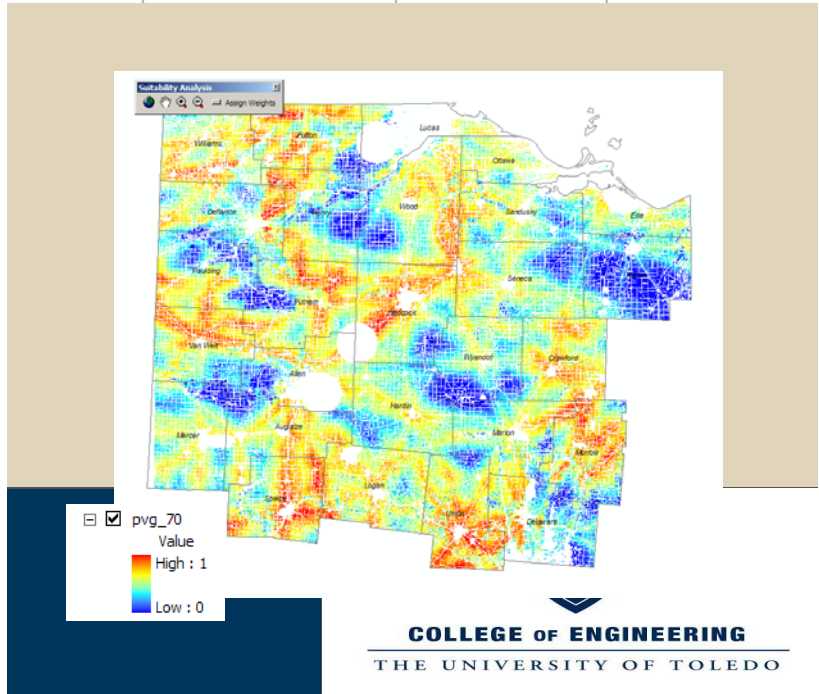 Suitability Analysis
Assign Weights
Lucas
Fulton
Williams
Ottawa
Wood
Sandusky
Erie
Defiance
Henry
Paulding
Seneca
Putnam
Hancock
Van Wert
Wyandot
Crawford
Allen
Hardin
Mercer
Auglaize
Marion
Morrow
Logan
Shelby
Union
Delaware
pvg_70
Value
High : 1
Low : 0
COLLEGE OF ENGINEERING
THE UNIVERSITY OF TOLEDO